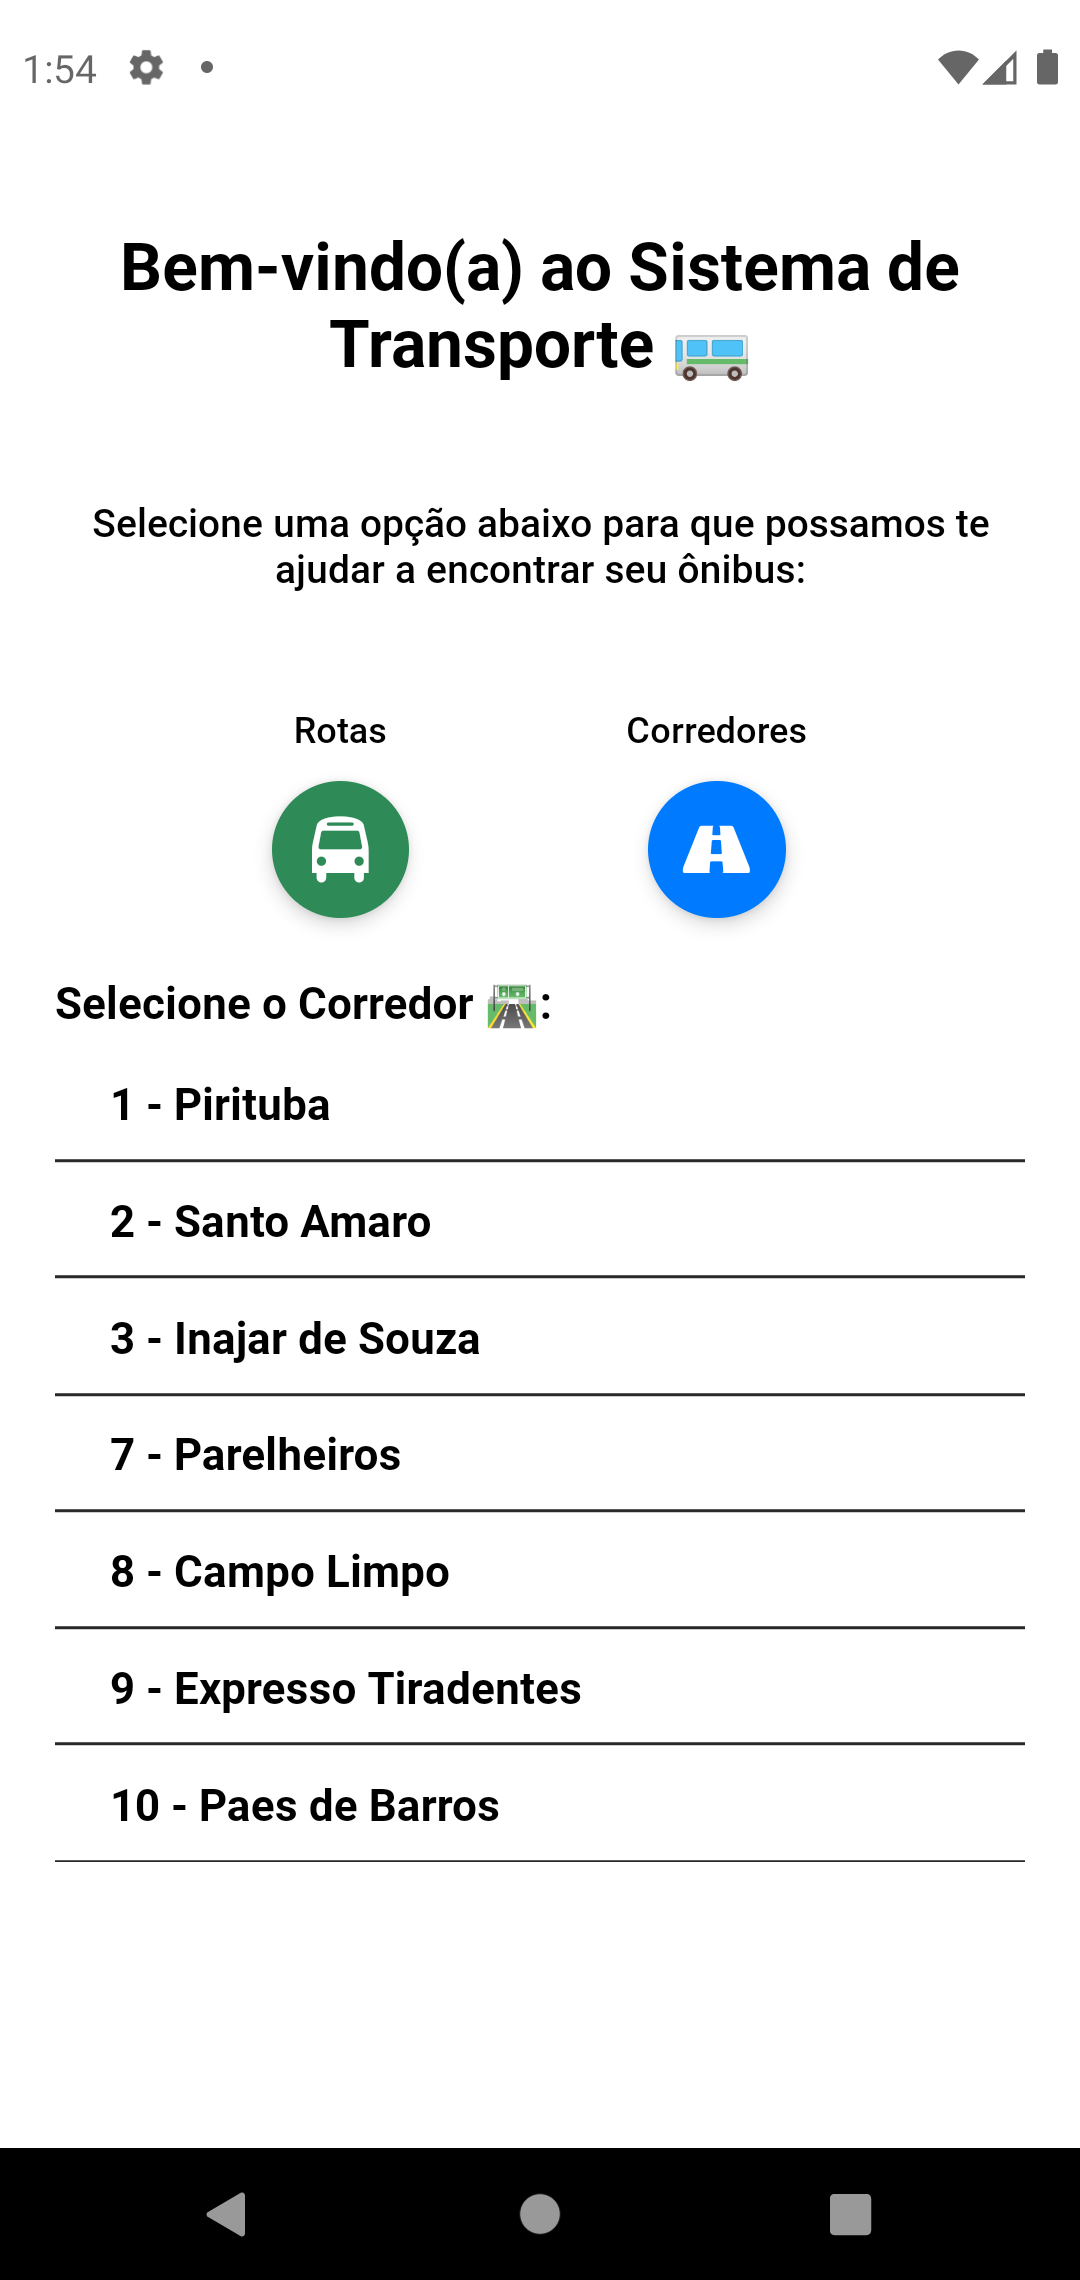 1:54
Bem-vindo(a) ao Sistema de
Transporte 🚌
Selecione uma opção abaixo para que possamos te
ajudar a encontrar seu ônibus:
Rotas
Corredores
Selecione o Corredor 🛣️:
1 - Pirituba
2 - Santo Amaro
3 - Inajar de Souza
7 - Parelheiros
8 - Campo Limpo
9 - Expresso Tiradentes
10 - Paes de Barros